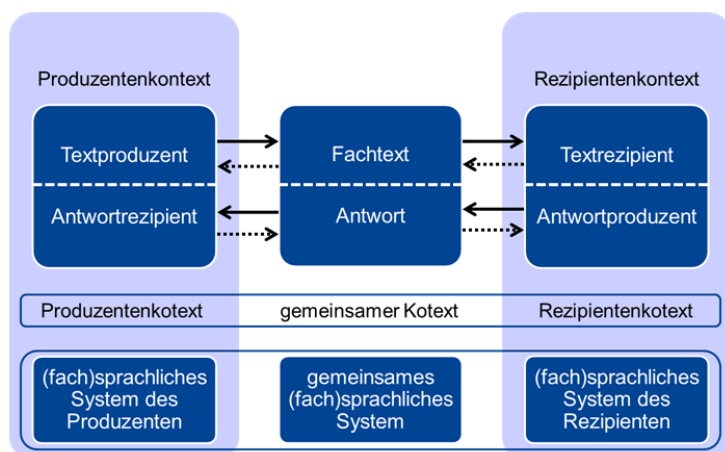 Produzentenkontext
Rezipientenkontext
Textproduzent
Fachtext
Textrezipient
Antwortrezipient
Antwort
Antwortproduzent
Produzentenkotext
gemeinsamer Kotext
Rezipientenkotext
(fach)sprachliches
System des
Produzenten
gemeinsames
(fach)sprachliches
System
(fach)sprachliches
System des
Rezipienten